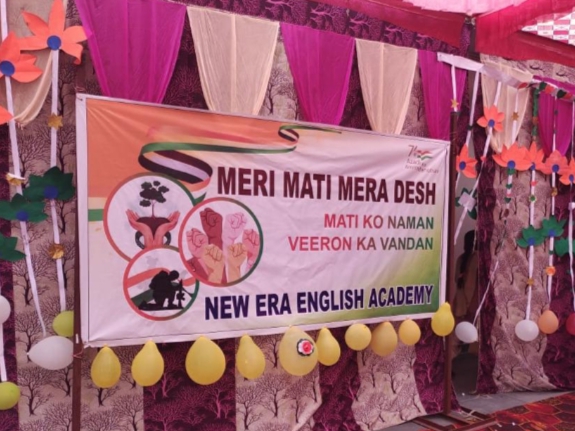 MERI MATI MERA DESH
MATI KO NAMAN
VEERON KA VANDAN
NEW ERA ENGLISH ACADEMY